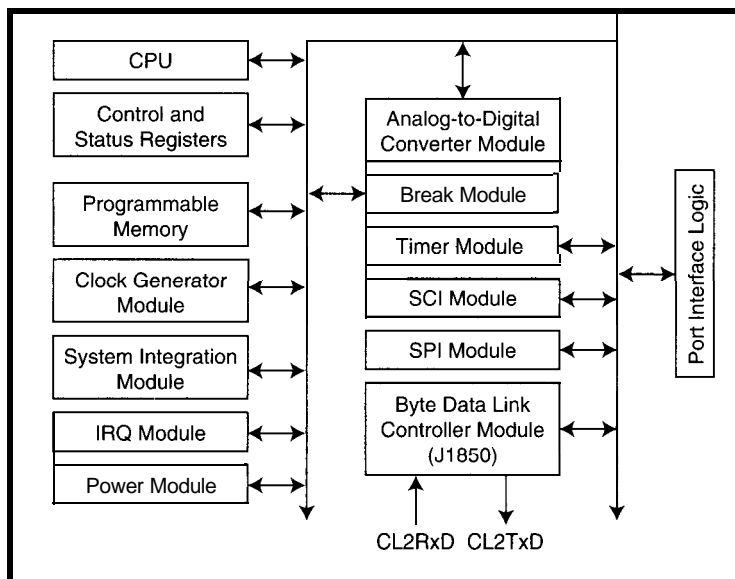 CPU
Control and
Status Registers
Programmable
Memory
Clock Generator
Module
System Integration
Module
IRQ Module
Power Module
Analog-to-Digital
Converter Module
Break Module
Timer Module
SCI Module
SPI Module
Byte Data Link
Controller Module
(J1850)
CL2RxD CL2TxD
Port Interface Logic